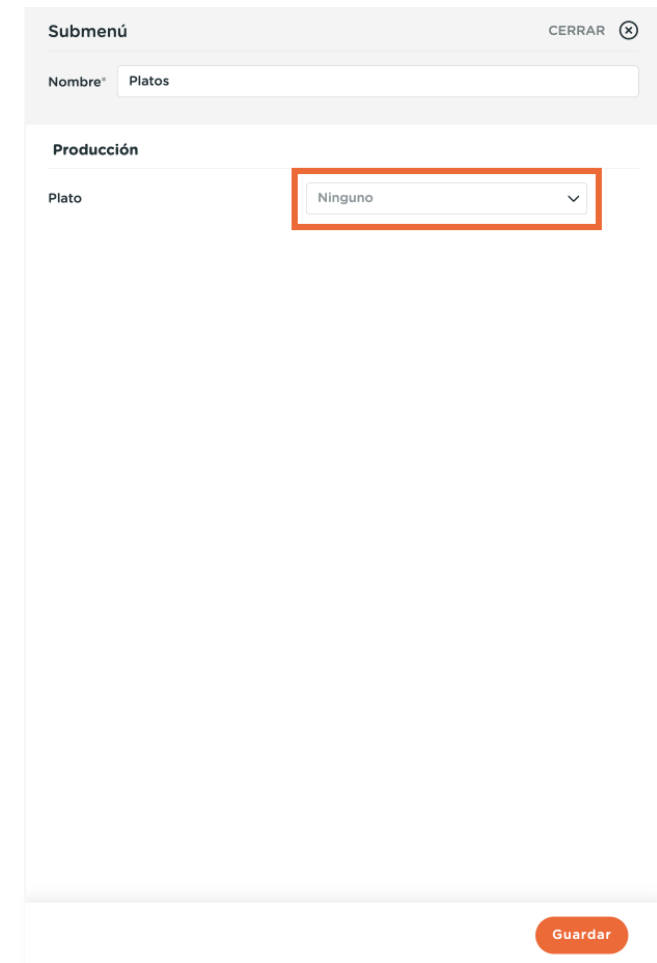 Submenú CERRAR
Nombre* Platos
Producción
Plato Ninguno
Guardar